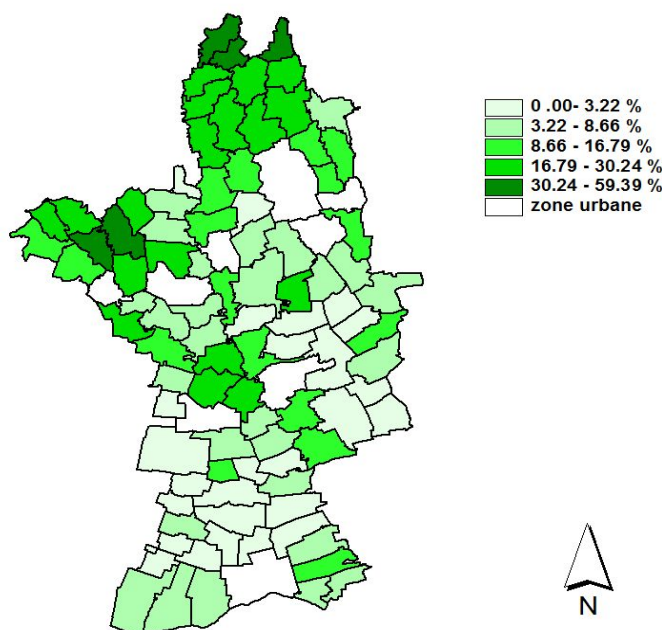 0 .00- 3.22 %
3.22 - 8.66 %
8.66 - 16.79 %
16.79 - 30.24 %
30.24 - 59.39 %
zone urbane
N